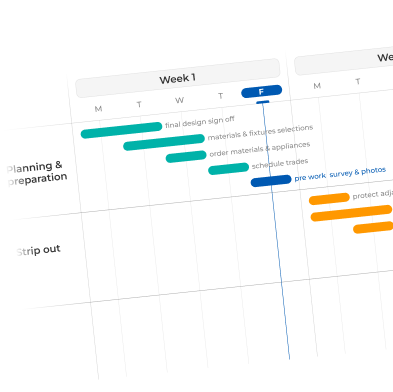 Week 1
We
M T W T F M T
final design sign off
materials & fixtures selections
order materials & appliances
schedule trades
pre work survey & photos
Planning &
preparation
protect adja
Strip out